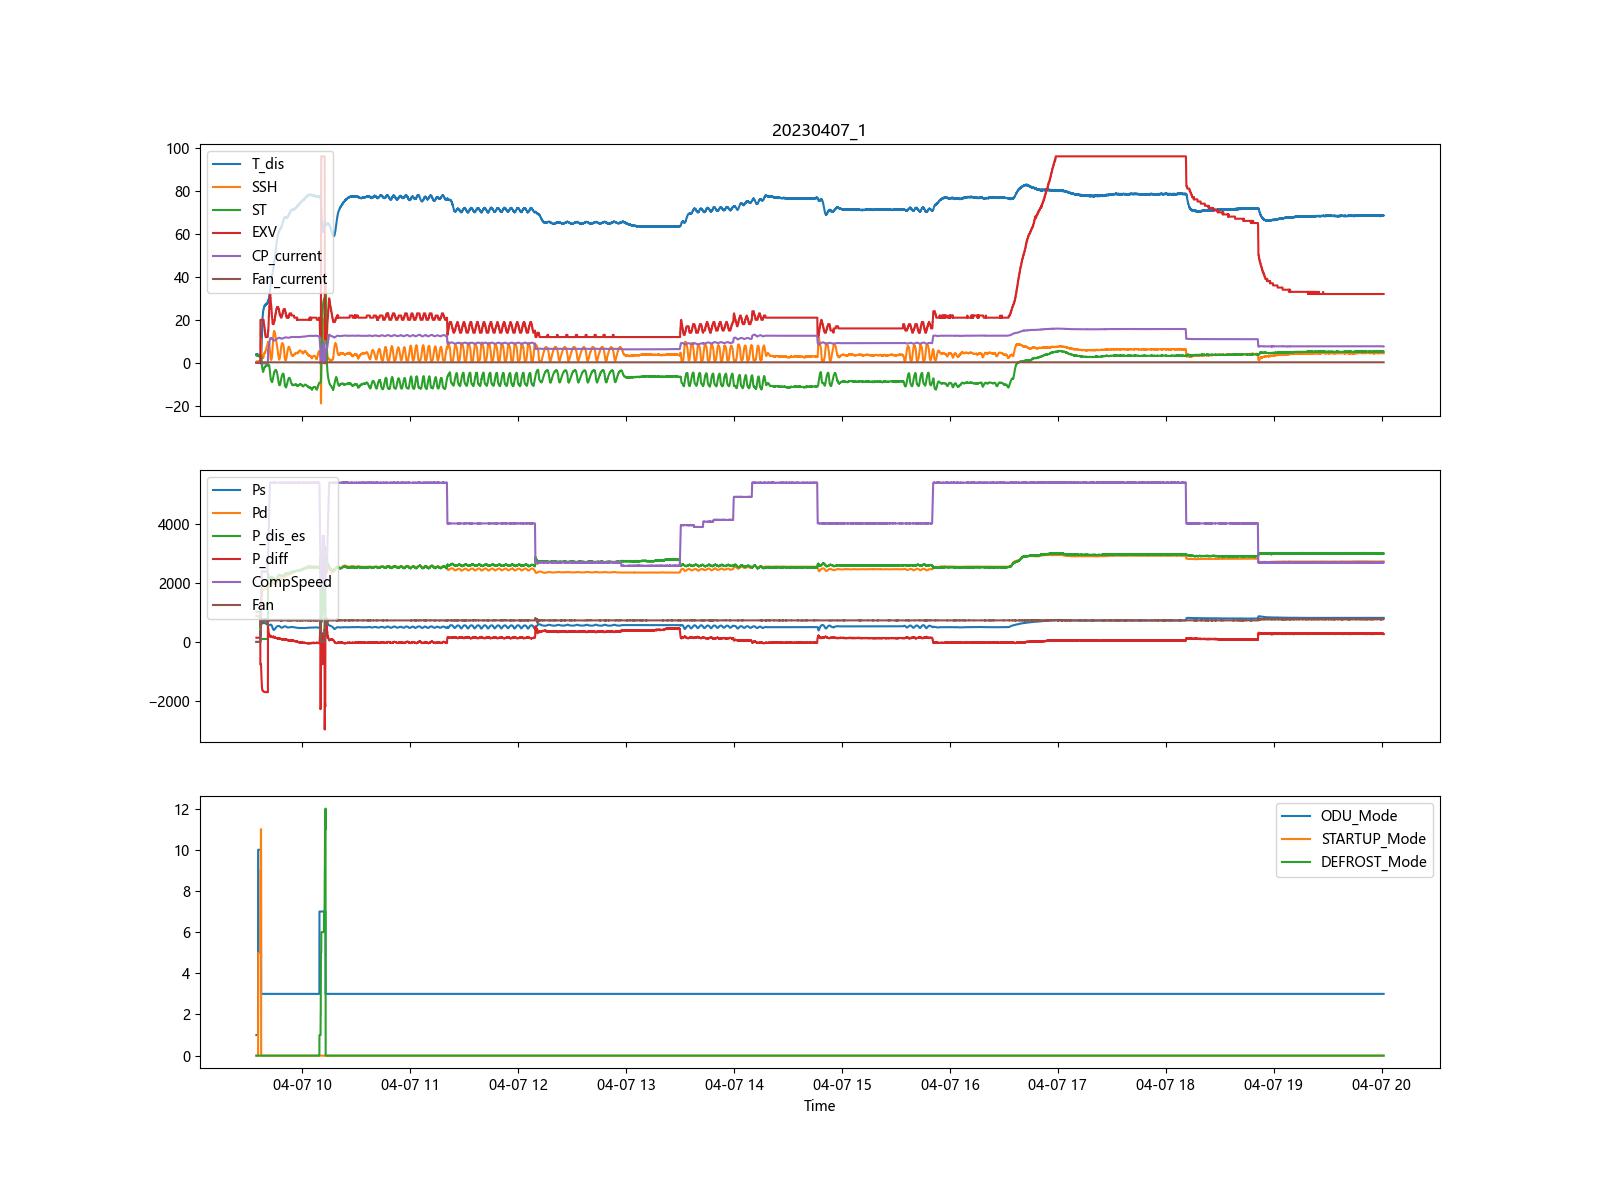 20230407_1
100
80
60
40
20
0
−20
T_dis
SSH
ST
EXV
CP_current
Fan_current
4000
2000
0
−2000
Ps
Pd
P_dis_es
P_diff
CompSpeed
Fan
12
10
8
6
4
2
0
ODU_Mode
STARTUP_Mode
DEFROST_Mode
04-07 10 04-07 11 04-07 12 04-07 13 04-07 14 04-07 15 04-07 16 04-07 17 04-07 18 04-07 19 04-07 20
Time